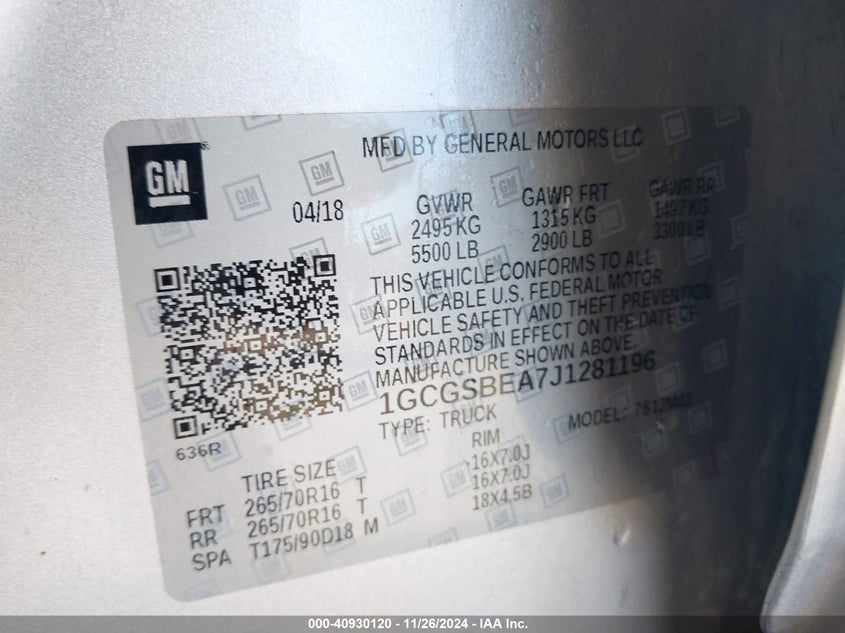 GM
MFD BY GENERAL MOTORS LLC
04/18
GVWR GAWR FRT GAWR RR
2495 KG 1315 KG 1497 KG
5500 LB 2900 LB 3300 LB
THIS VEHICLE CONFORMS TO ALL
APPLICABLE U.S. FEDERAL MOTOR
VEHICLE SAFETY AND THEFT PREVENTION
STANDARDS IN EFFECT ON THE DATE OF
MANUFACTURE SHOWN ABOVE.
1GCGSBEA7J1281196
TYPE: TRUCK MODEL:
636R
TIRE SIZE RIM
FRT 265/70R16 T 16X7.0J
RR 265/70R16 T 16X7.0J
SPA T175/90D18 M 18X4.5B
000-40930120 - 11/26/2024 - IAA Inc.